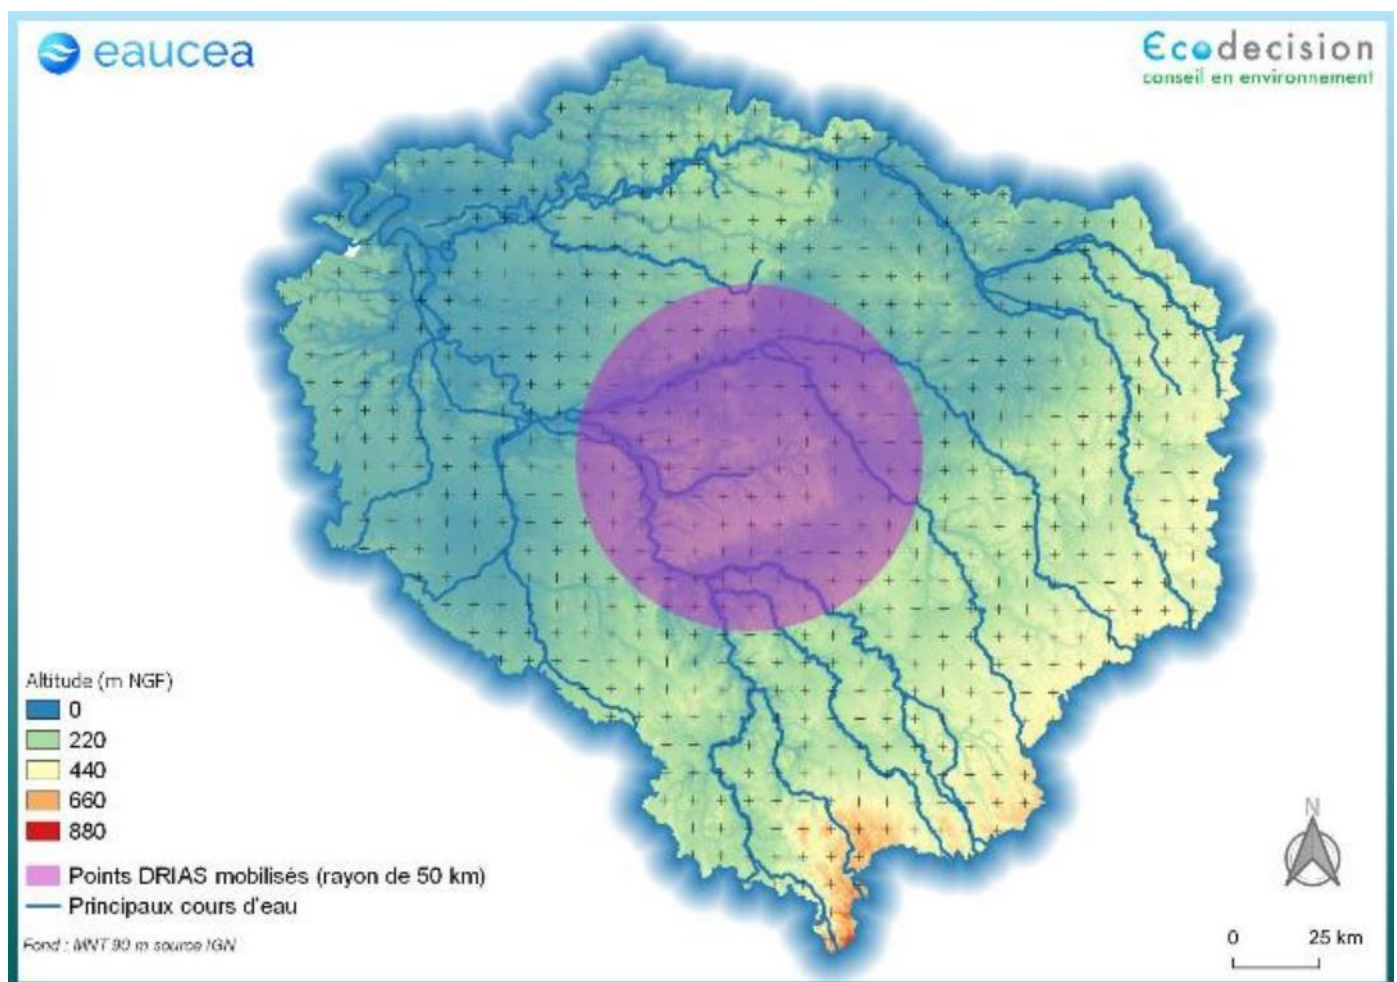 eaucea
Ecodecision
conseil en environnement
Altitude (m NGF)
0
220
440
660
880
Points DRIAS mobilisés (rayon de 50 km)
Principaux cours d'eau
Fond : MNT 90 m source IGN
N
0 25 km